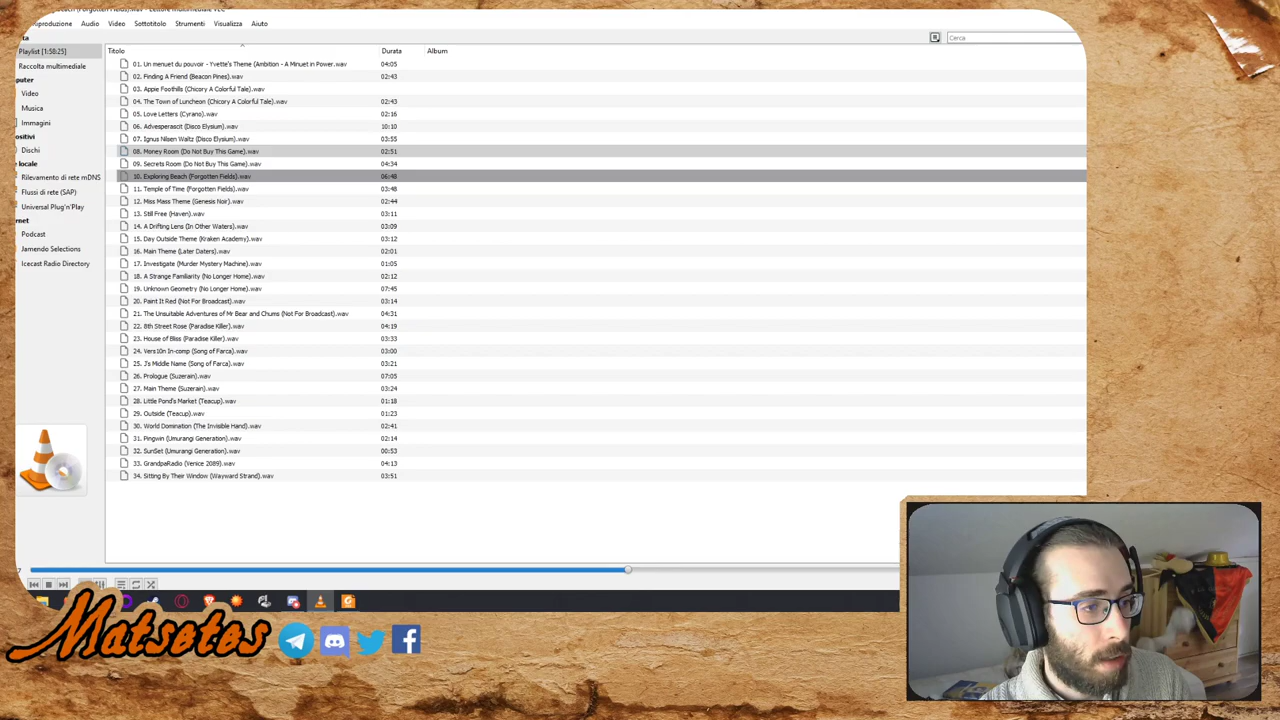 Riproduzione Audio Video Sottotitolo Strumenti Visualizza Aiuto
Cerca
Playlist [1:58:25]
Raccolta multimediale
Video
Musica
Immagini
Dischi
Rilevamento di rete mDNS
Flussi di rete (SAP)
Universal Plug'n'Play
Podcast
Jamendo Selections
Icecast Radio Directory
Titolo Durata Album
01. Un menuet du pouvoir - Yvette's Theme (Ambition - A Minuet in Power.wav 04:05
02. Finding A Friend (Beacon Pines).wav 02:43
03. Appie Foothills (Chicory A Colorful Tale).wav
04. The Town of Luncheon (Chicory A Colorful Tale).wav 02:43
05. Love Letters (Cyrano).wav 02:16
06. Advesperascit (Disco Elysium).wav 10:10
07. Ignus Nilsen Waltz (Disco Elysium).wav 03:55
08. Money Room (Do Not Buy This Game).wav 02:51
09. Secrets Room (Do Not Buy This Game).wav 04:34
10. Exploring Beach (Forgotten Fields).wav 06:48
11. Temple of Time (Forgotten Fields).wav 03:48
12. Miss Mass Theme (Genesis Noir).wav 02:44
13. Still Free (Haven).wav 03:11
14. A Drifting Lens (In Other Waters).wav 03:09
15. Day Outside Theme (Kraken Academy).wav 03:12
16. Main Theme (Later Daters).wav 02:01
17. Investigate (Murder Mystery Machine).wav 01:05
18. A Strange Familiarity (No Longer Home).wav 02:12
19. Unknown Geometry (No Longer Home).wav 07:45
20. Paint It Red (Not For Broadcast).wav 03:14
21. The Unsuitable Adventures of Mr Bear and Chums (Not For Broadcast).wav 04:31
22. 8th Street Rose (Paradise Killer).wav 04:19
23. House of Bliss (Paradise Killer).wav 03:33
24. Vers10n In-comp (Song of Farca).wav 03:00
25. J's Middle Name (Song of Farca).wav 03:21
26. Prologue (Suzerain).wav 07:05
27. Main Theme (Suzerain).wav 03:24
28. Little Pond's Market (Teacup).wav 01:18
29. Outside (Teacup).wav 01:23
30. World Domination (The Invisible Hand).wav 02:41
31. Pingwin (Umurangi Generation).wav 02:14
32. SunSet (Umurangi Generation).wav 00:53
33. GrandpaRadio (Venice 2089).wav 04:13
34. Sitting By Their Window (Wayward Strand).wav 03:51
Matsetes